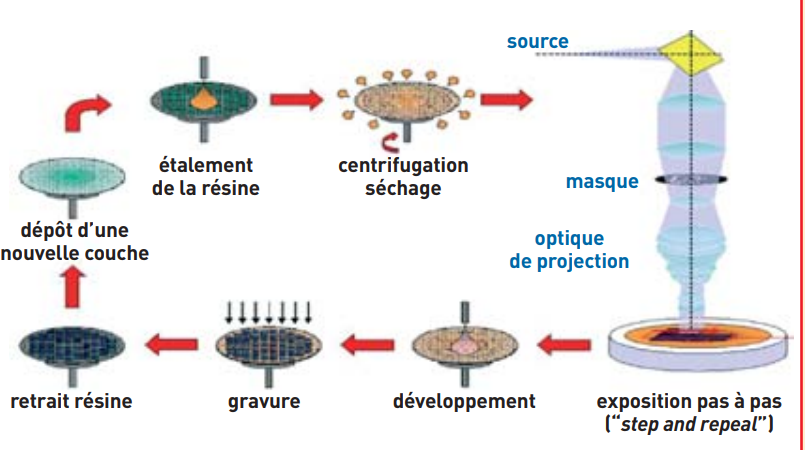 source
étalement
de la résine
centrifugation
séchage
masque
dépôt d'une
nouvelle couche
optique
de projection
retrait résine
gravure
développement
exposition pas à pas
("step and repeal")